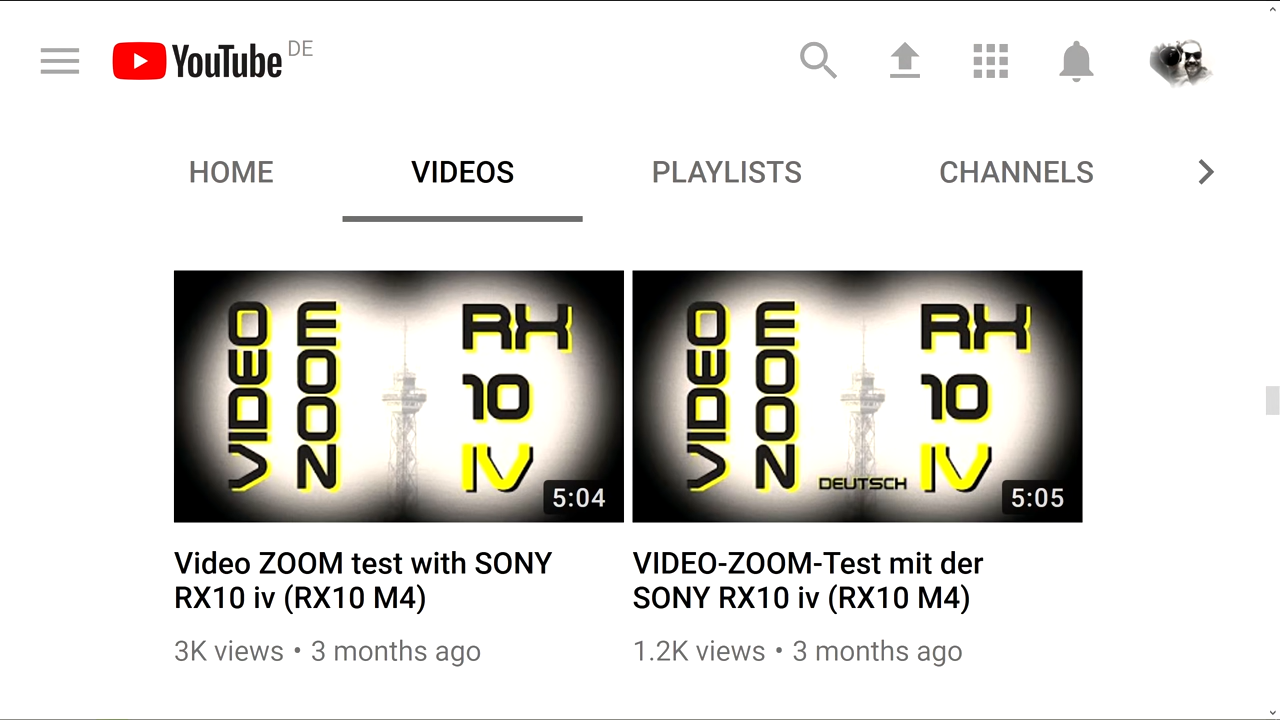 YouTube DE
HOME VIDEOS PLAYLISTS CHANNELS
VIDEO
ZOOM
RX
10
IV
5:04
VIDEO
ZOOM
RX
10
IV
DEUTSCH
5:05
Video ZOOM test with SONY
RX10 iv (RX10 M4)
3K views • 3 months ago
VIDEO-ZOOM-Test mit der
SONY RX10 iv (RX10 M4)
1.2K views • 3 months ago